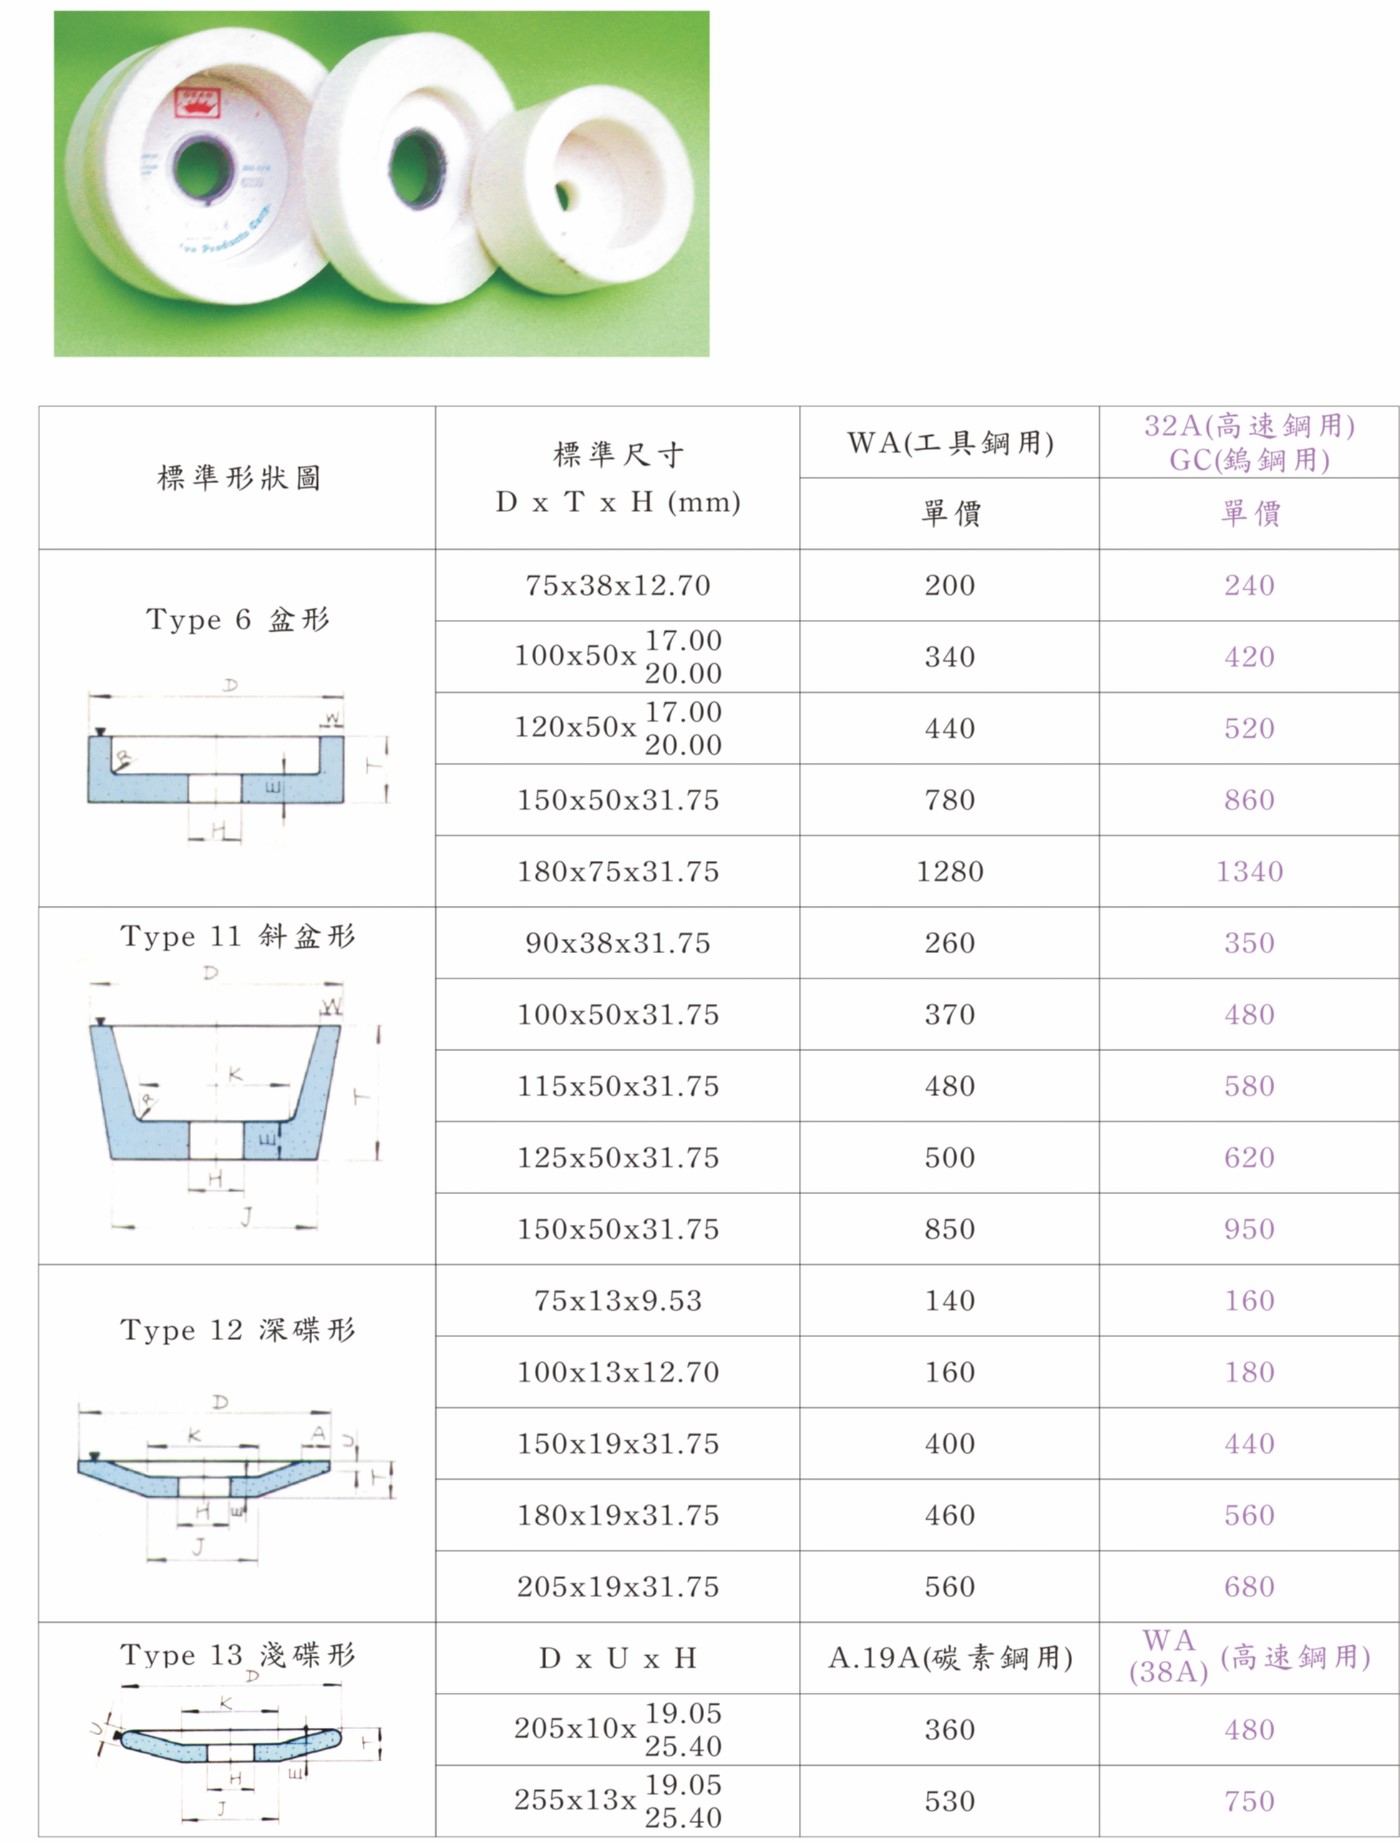 標準形狀圖
標準尺寸
D x T x H (mm)
WA(工具鋼用)
32A(高速鋼用)
GC(鎢鋼用)
單價
單價
Type 6 盆形
D
W
R
E
T
H
75x38x12.70
200
240
100x50x 17.00
20.00
340
420
120x50x 17.00
20.00
440
520
150x50x31.75
780
860
180x75x31.75
1280
1340
Type 11 斜盆形
D
W
K
R
E
T
H
J
90x38x31.75
260
350
100x50x31.75
370
480
115x50x31.75
480
580
125x50x31.75
500
620
150x50x31.75
850
950
Type 12 深碟形
D
K
A
U
T
H
E
J
75x13x9.53
140
160
100x13x12.70
160
180
150x19x31.75
400
440
180x19x31.75
460
560
205x19x31.75
560
680
Type 13 淺碟形
D
K
U
T
H
E
J
D x U x H
A.19A(碳素鋼用)
WA
(38A) (高速鋼用)
205x10x 19.05
25.40
360
480
255x13x 19.05
25.40
530
750